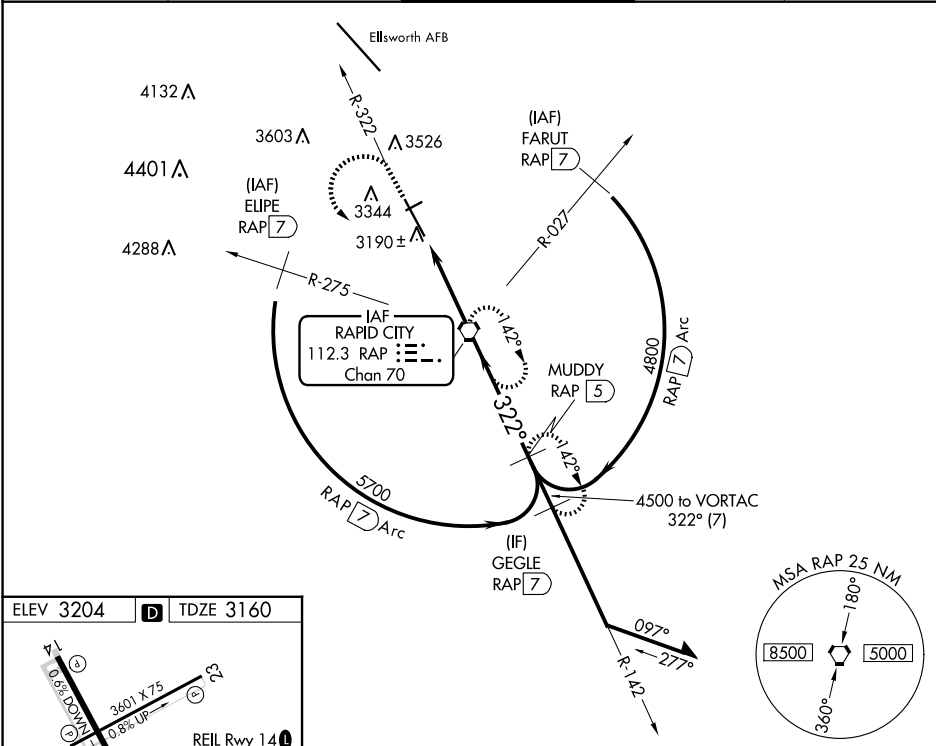 Ellsworth AFB
4132
R-322
3603
3526
(IAF)
FARUT
RAP 7
4401
(IAF)
ELIPE
RAP 7
3344
3190 ±
R-027
4288
R-275
IAF
RAPID CITY
112.3 RAP
Chan 70
142°
MUDDY
RAP 5
4800
RAP 7 Arc
322°
142°
5700
RAP 7 Arc
4500 to VORTAC
322° (7)
(IF)
GEGLE
RAP 7
097°
277°
R-142
MSA RAP 25 NM
180°
8500
5000
360°
ELEV 3204
D
TDZE 3160
14
P
0.6% DOWN
3601 X 75
23
P
0.8% UP
P
REIL Rwy 14 L